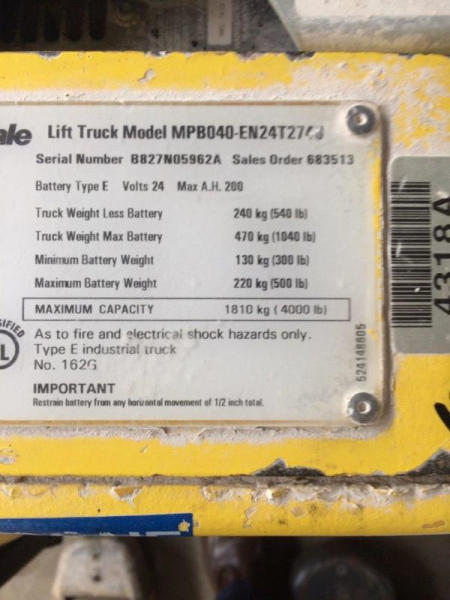 ale Lift Truck Model MPB040-EN24T274
Serial Number B827N05962A Sales Order 683513
Battery Type E Volts 24 Max A.H. 200
Truck Weight Less Battery 240 kg (540 lb)
Truck Weight Max Battery 470 kg (1040 lb)
Minimum Battery Weight 130 kg (300 lb)
Maximum Battery Weight 220 kg (500 lb)
MAXIMUM CAPACITY 1810 kg ( 4000 lb)
As to fire and electrical shock hazards only.
Type E industrial truck
No. 162G
IMPORTANT
Restrain battery from any horizontal movement of 1/2 inch total.
524148605
4318A